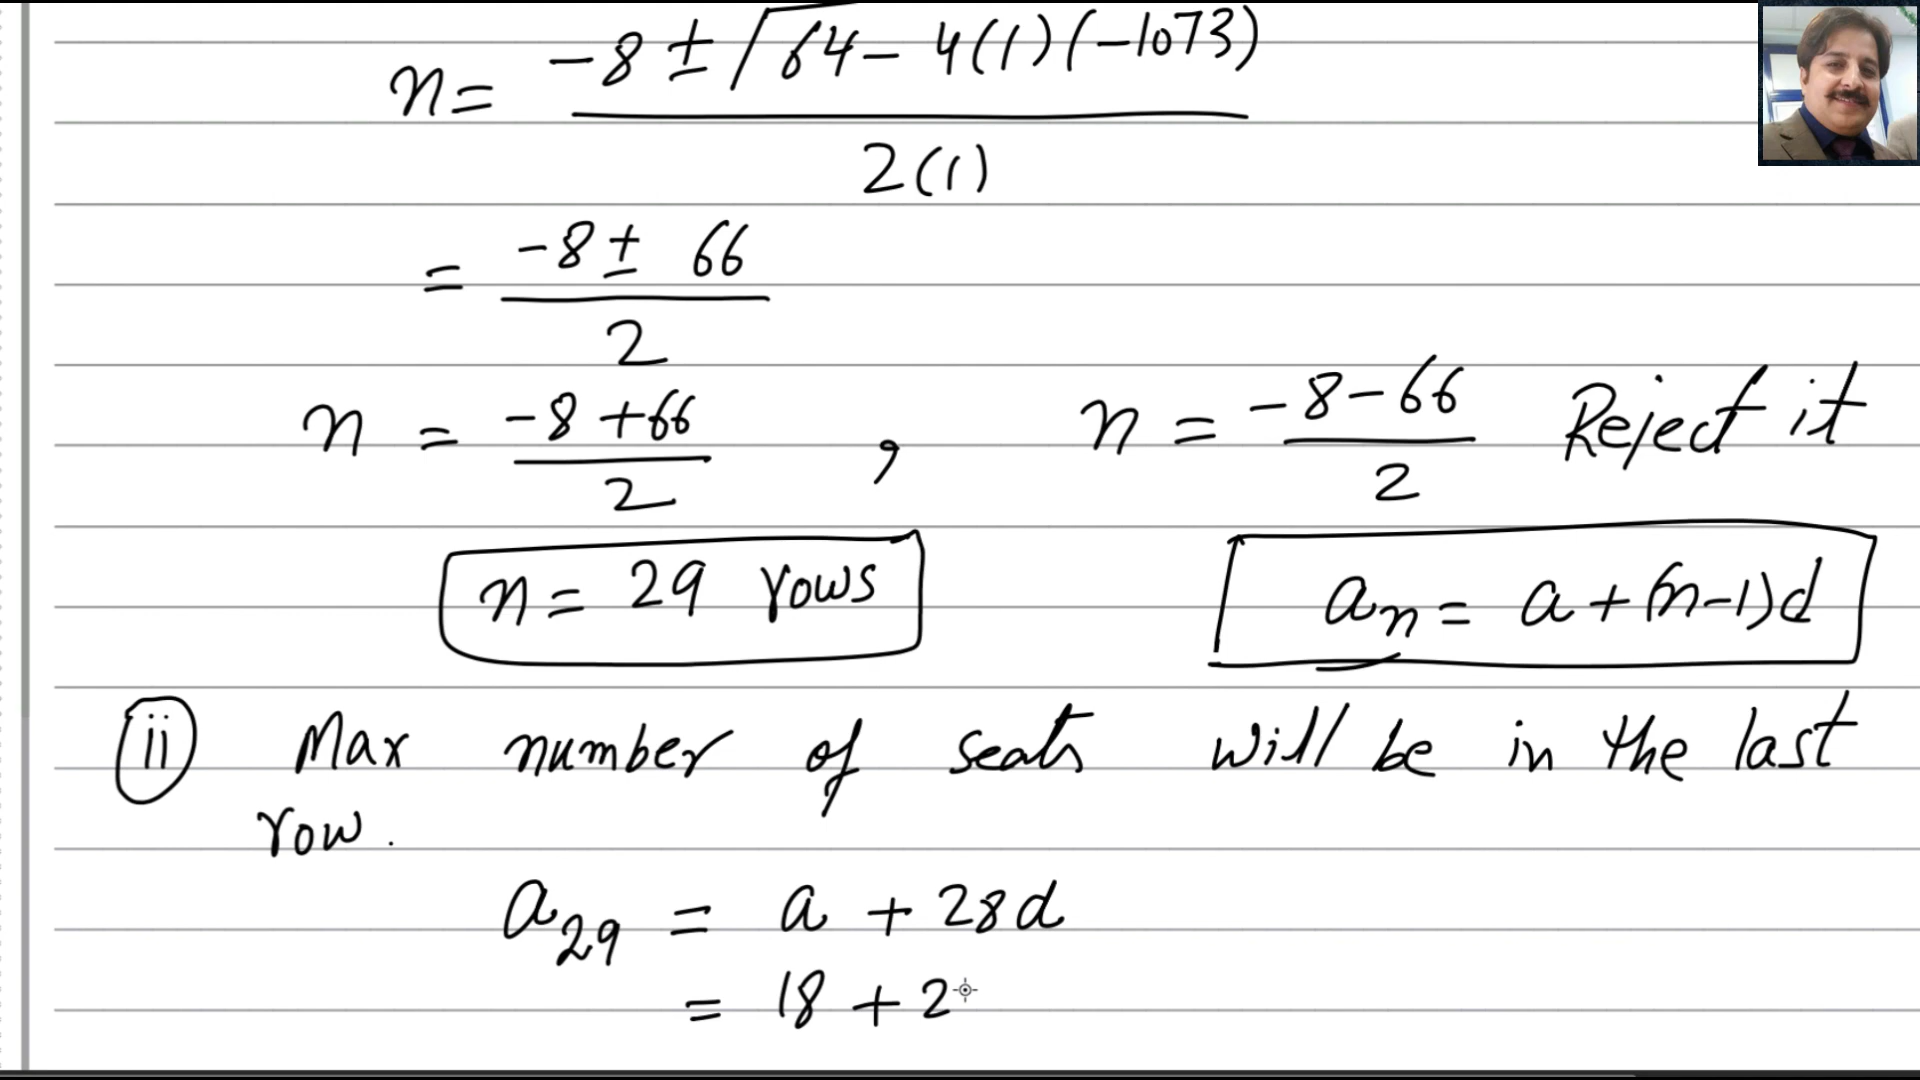 n = -8 ± √64 - 4(1)(-1073)
2(1)
= -8 ± 66
2
n = -8 + 66 , n = -8 - 66 Reject it
2 2
n = 29 rows aₙ = a + (n-1)d
ii Max number of seats will be in the last
row.
a₂₉ = a + 28d
= 18 + 2